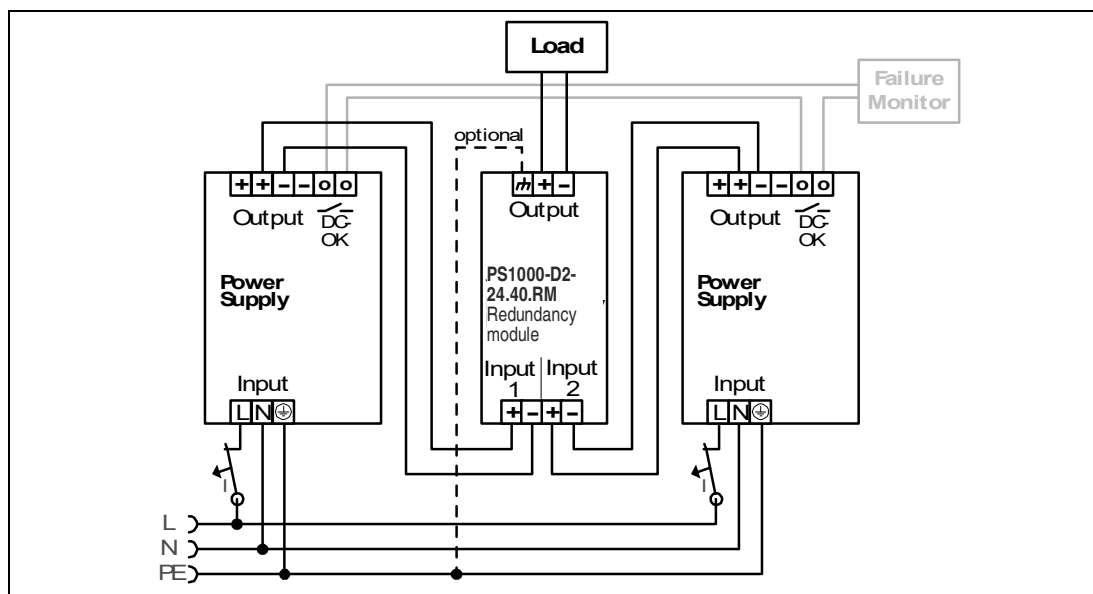 Load
Failure
Monitor
optional
+ + – – o o
Output
DC-
OK
Power
Supply
Input
L N
+ –
Output
PS1000-D2-
24.40.RM
Redundancy
module
Input
1
Input
2
+ – + –
+ + – – o o
Output
DC-
OK
Power
Supply
Input
L N
I
I
L
N
PE